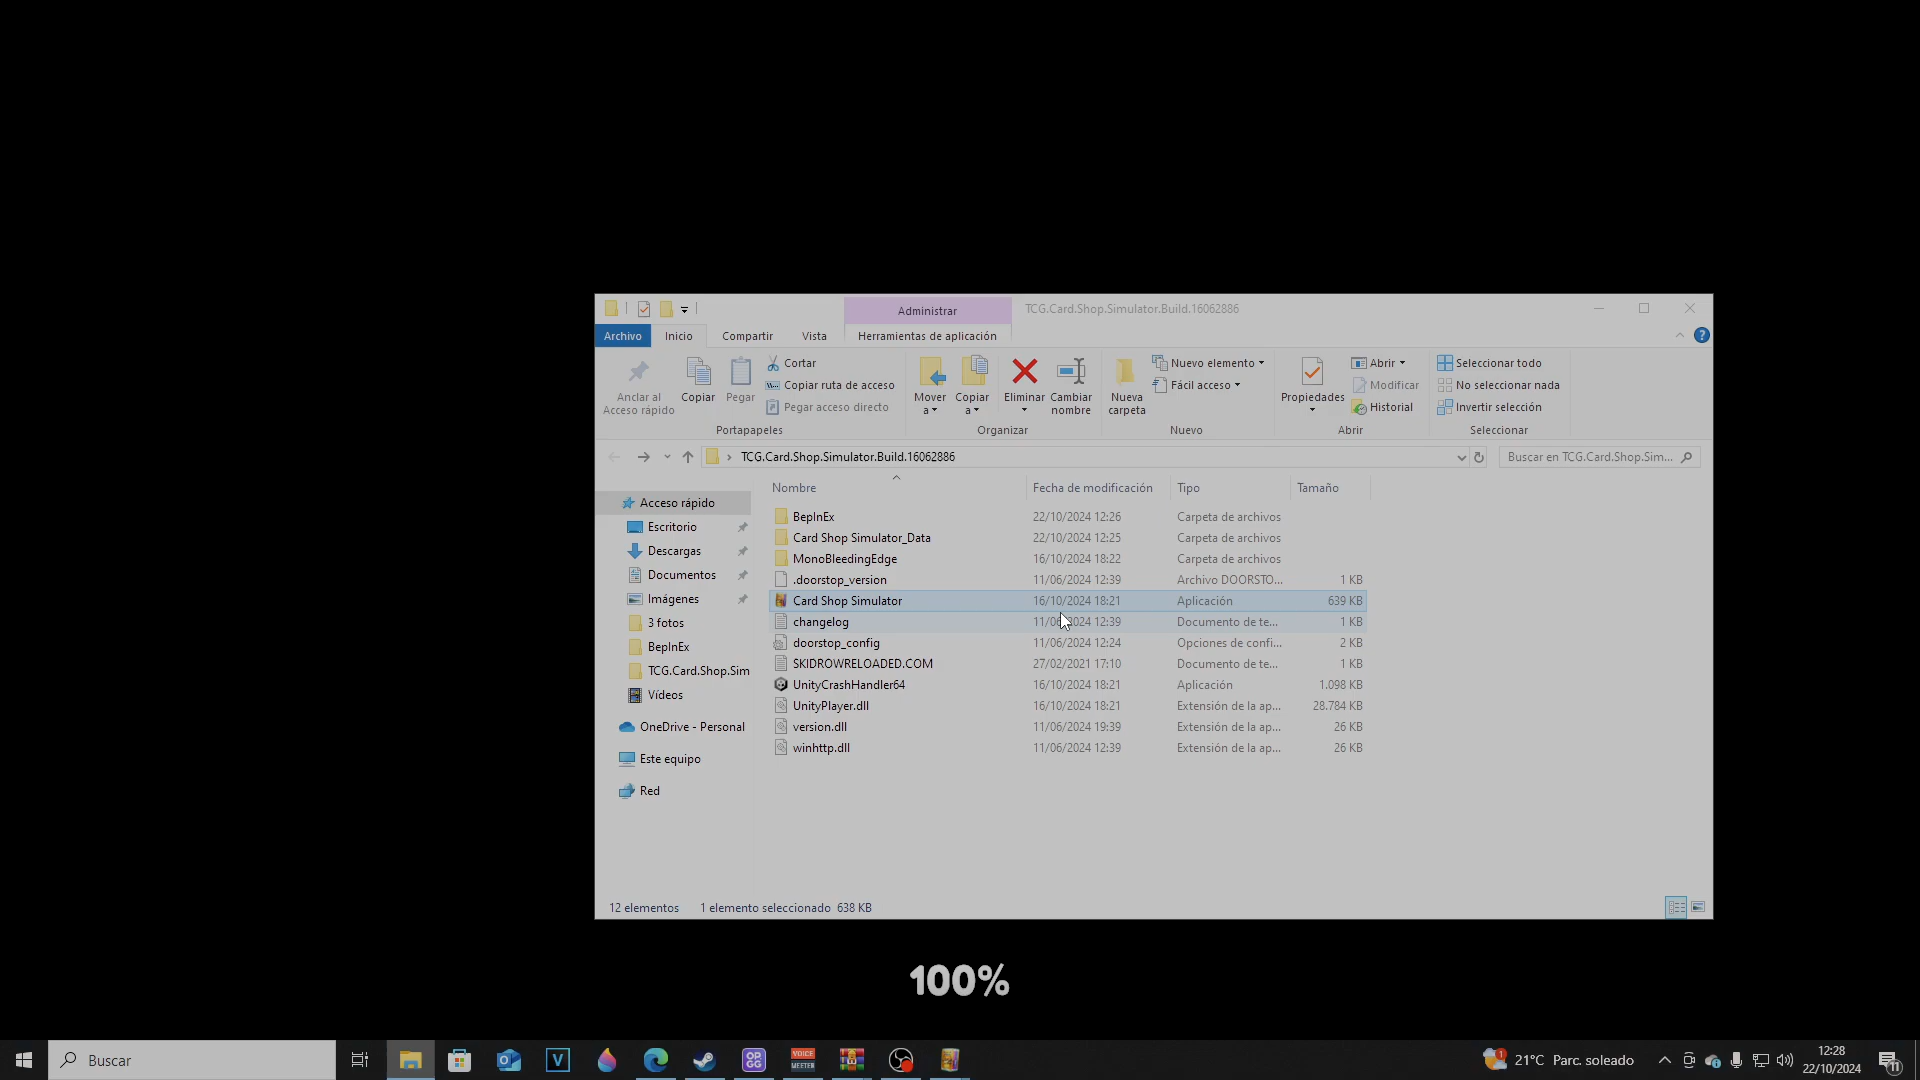 Administrar
TCG.Card.Shop.Simulator.Build.16062886
Archivo
Inicio
Compartir
Vista
Herramientas de aplicación
Anclar al
Acceso rápido
Copiar
Pegar
Cortar
Copiar ruta de acceso
Pegar acceso directo
Portapapeles
Mover
a
Copiar
a
Eliminar
Cambiar
nombre
Organizar
Nueva
carpeta
Nuevo elemento
Fácil acceso
Nuevo
Propiedades
Abrir
Modificar
Historial
Abrir
Seleccionar todo
No seleccionar nada
Invertir selección
Seleccionar
TCG.Card.Shop.Simulator.Build.16062886
Buscar en TCG.Card.Shop.Sim...
Acceso rápido
Escritorio
Descargas
Documentos
Imágenes
3 fotos
BepInEx
TCG.Card.Shop.Sim
Vídeos
OneDrive - Personal
Este equipo
Red
Nombre Fecha de modificación Tipo Tamaño
BepInEx 22/10/2024 12:26 Carpeta de archivos
Card Shop Simulator_Data 22/10/2024 12:25 Carpeta de archivos
MonoBleedingEdge 16/10/2024 18:22 Carpeta de archivos
.doorstop_version 11/06/2024 12:39 Archivo DOORSTO... 1 KB
Card Shop Simulator 16/10/2024 18:21 Aplicación 639 KB
changelog 11/06/2024 12:39 Documento de te... 1 KB
doorstop_config 11/06/2024 12:24 Opciones de confi... 2 KB
SKIDROWRELOADED.COM 27/02/2021 17:10 Documento de te... 1 KB
UnityCrashHandler64 16/10/2024 18:21 Aplicación 1.098 KB
UnityPlayer.dll 16/10/2024 18:21 Extensión de la ap... 28.784 KB
version.dll 11/06/2024 19:39 Extensión de la ap... 26 KB
winhttp.dll 11/06/2024 12:39 Extensión de la ap... 26 KB
12 elementos 1 elemento seleccionado 638 KB
100%
Buscar
V
OP
GG
VOICE
MEETER
1
21°C Parc. soleado
12:28
22/10/2024
11